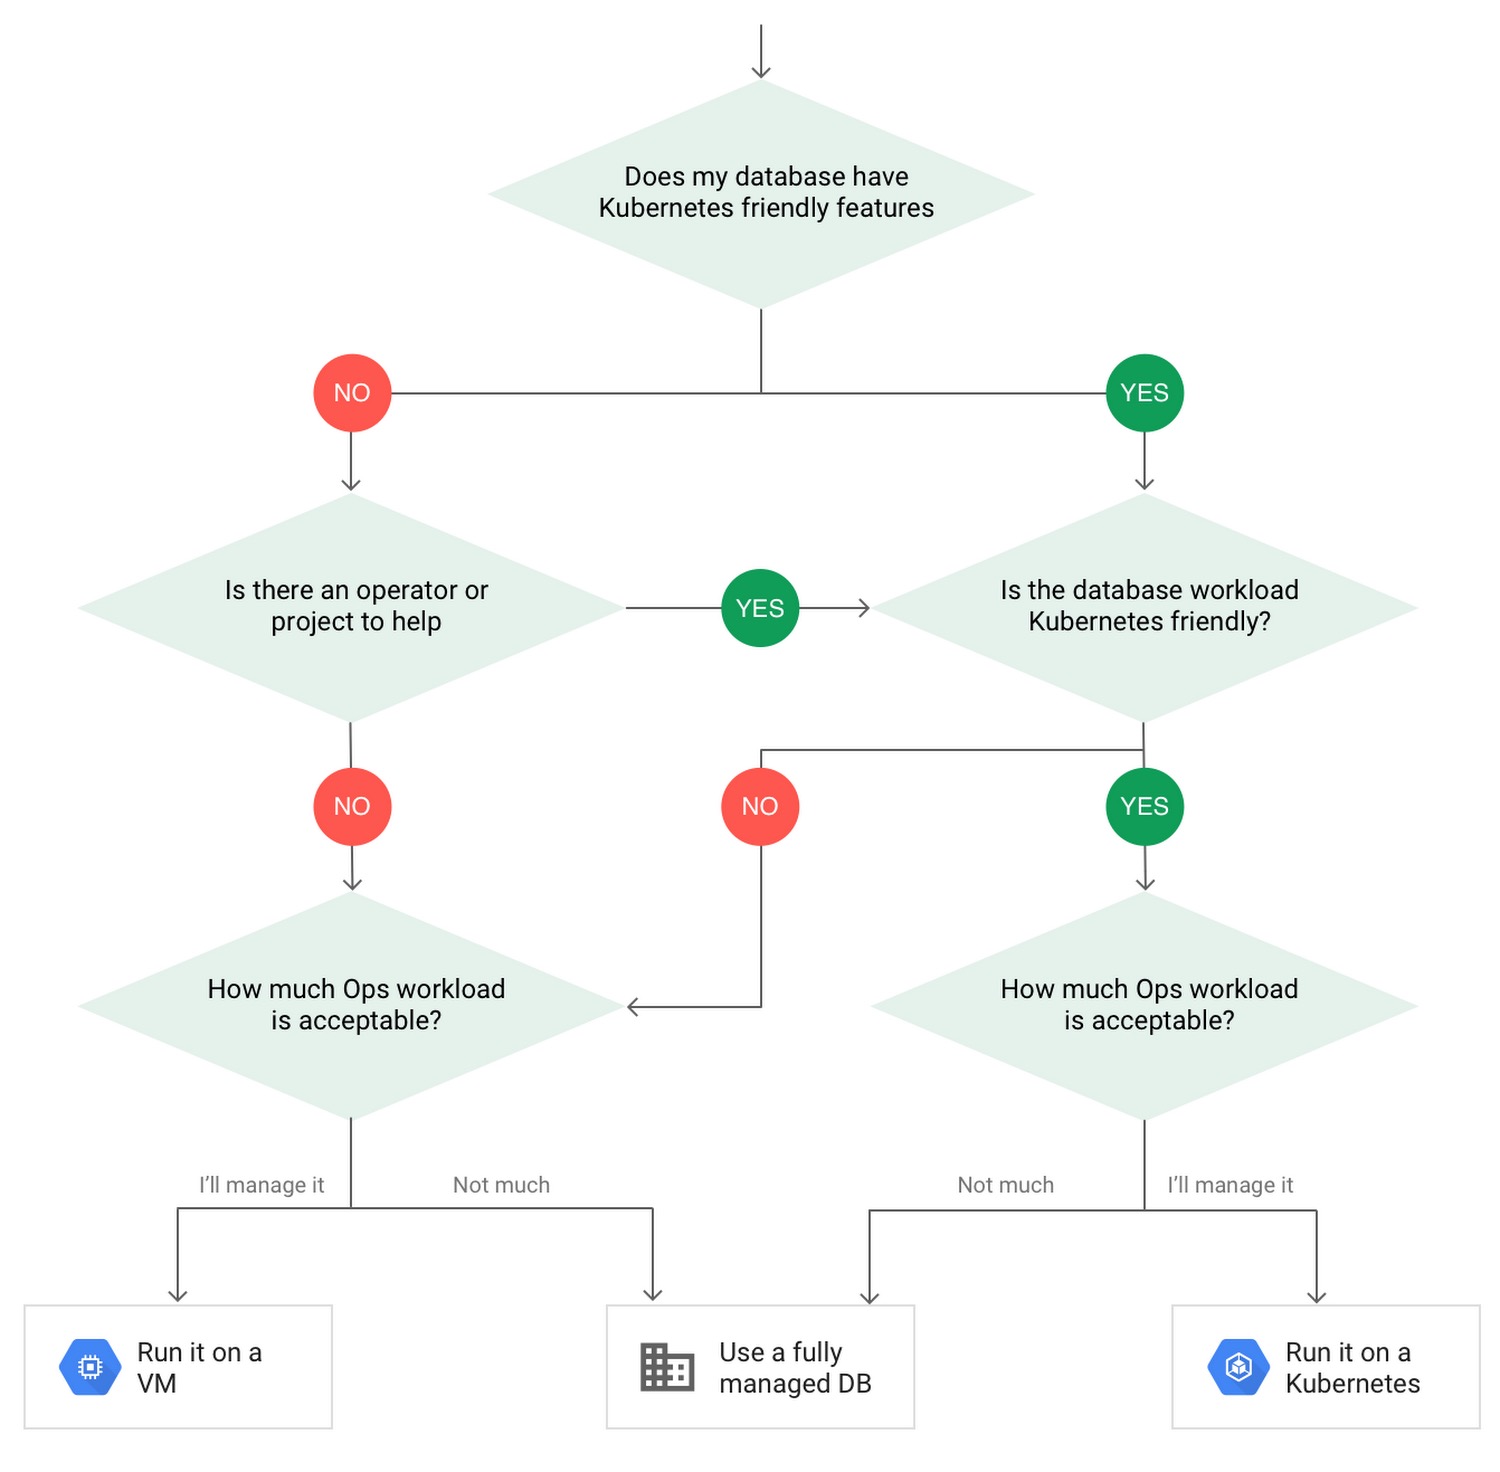 Does my database have
Kubernetes friendly features
NO
YES
Is there an operator or
project to help
YES
Is the database workload
Kubernetes friendly?
NO
NO
YES
How much Ops workload
is acceptable?
How much Ops workload
is acceptable?
I’ll manage it
Not much
Not much
I’ll manage it
Run it on a
VM
Use a fully
managed DB
Run it on a
Kubernetes